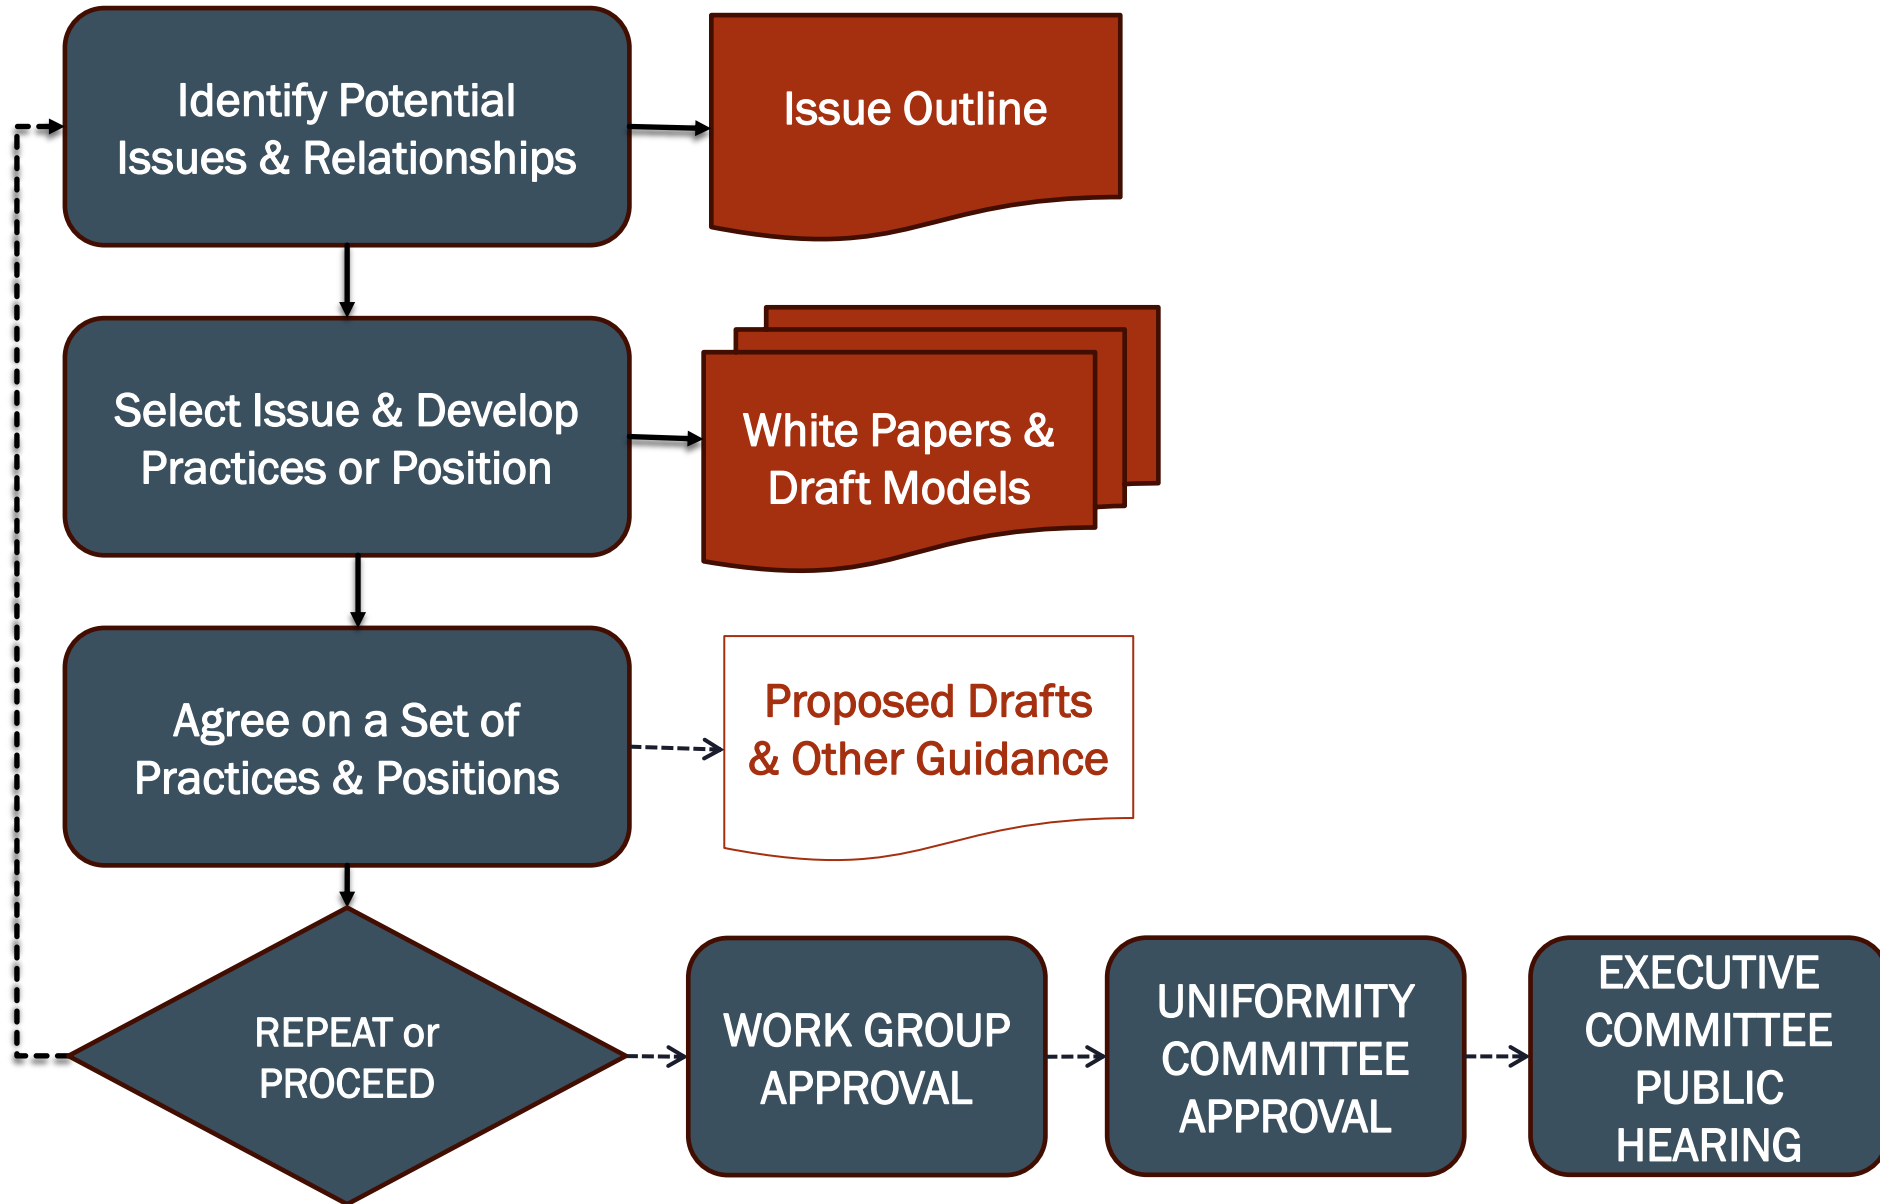 Identify Potential
Issues & Relationships
Issue Outline
Select Issue & Develop
Practices or Position
White Papers &
Draft Models
Agree on a Set of
Practices & Positions
Proposed Drafts
& Other Guidance
REPEAT or
PROCEED
WORK GROUP
APPROVAL
UNIFORMITY
COMMITTEE
APPROVAL
EXECUTIVE
COMMITTEE
PUBLIC
HEARING